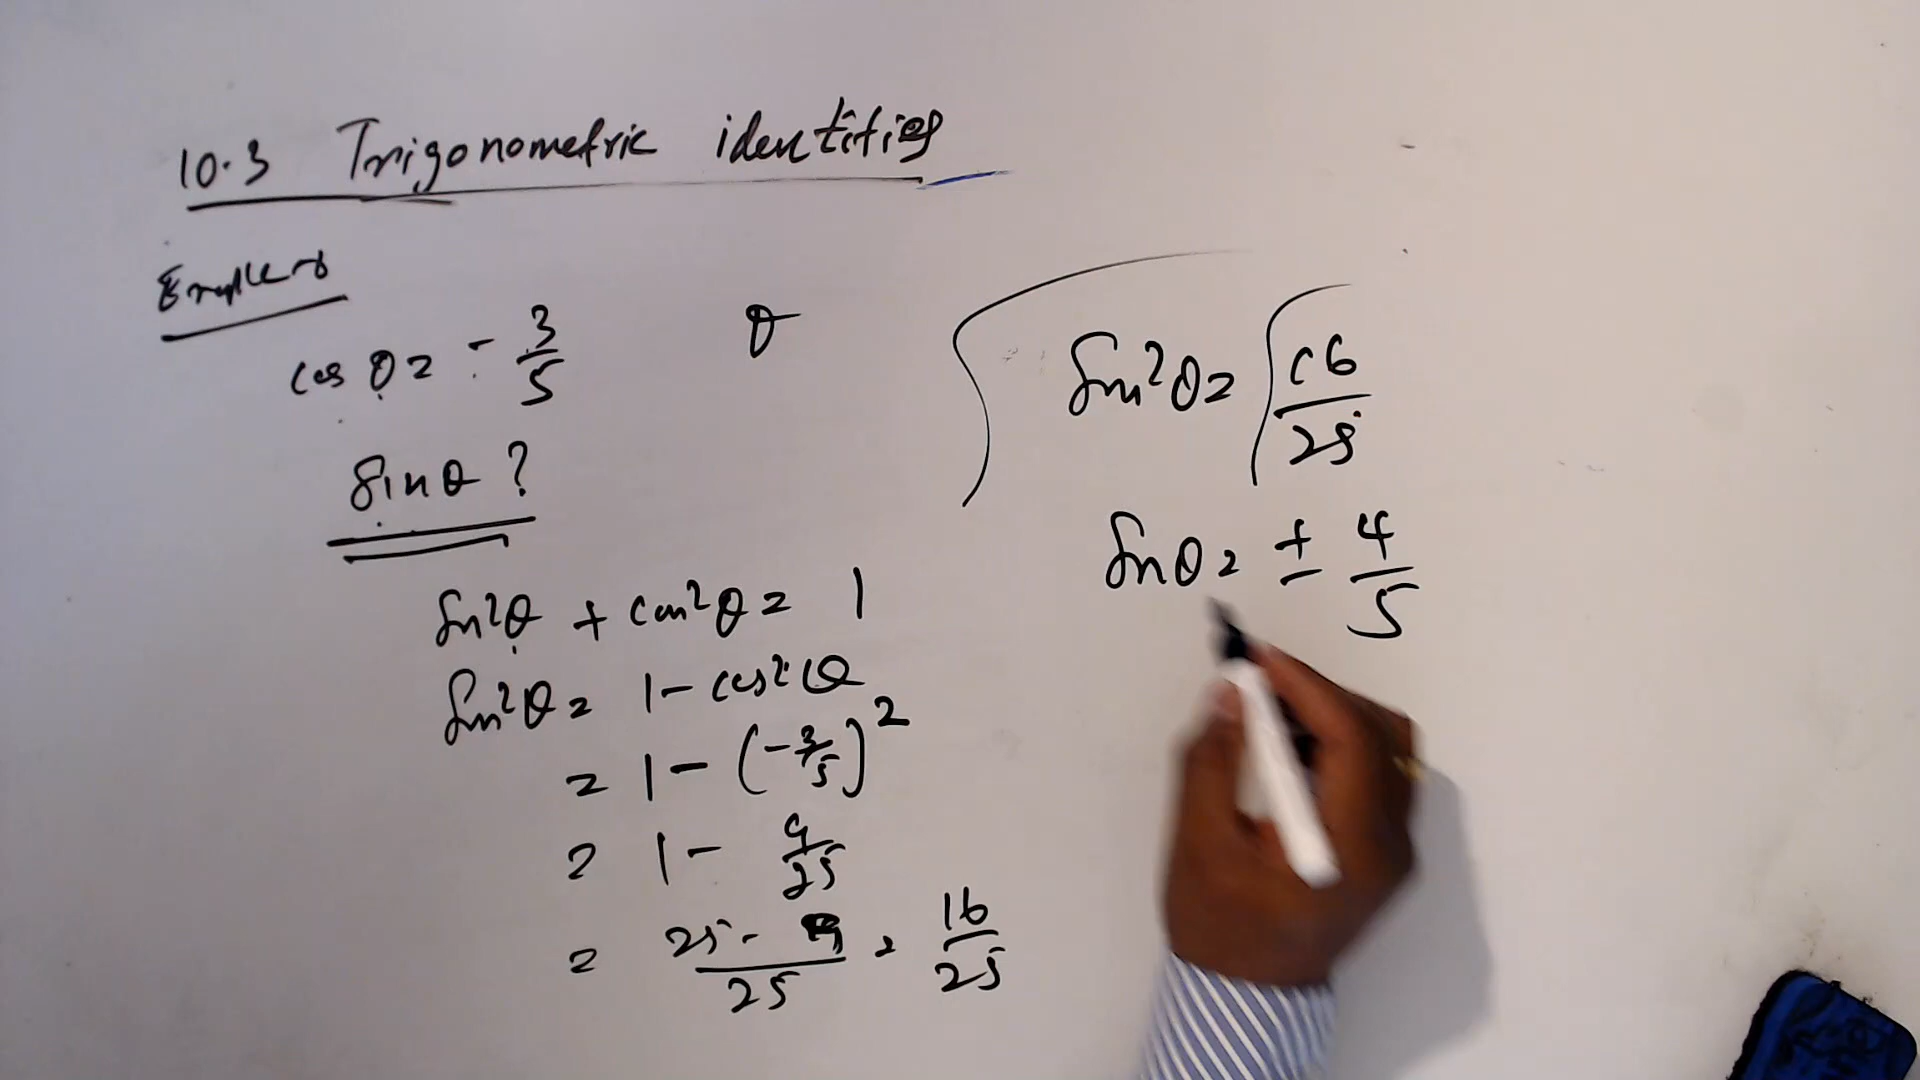 10.3 Trigonometric identities
cos θ = - 3/5
θ
sin θ ?
sin²θ + cos²θ = 1
sin²θ = 1 - cos²θ
= 1 - (-3/5)²
= 1 - 9/25
= 25 - 9/25 = 16/25
sin²θ = 16/25
sin θ = ± 4/5